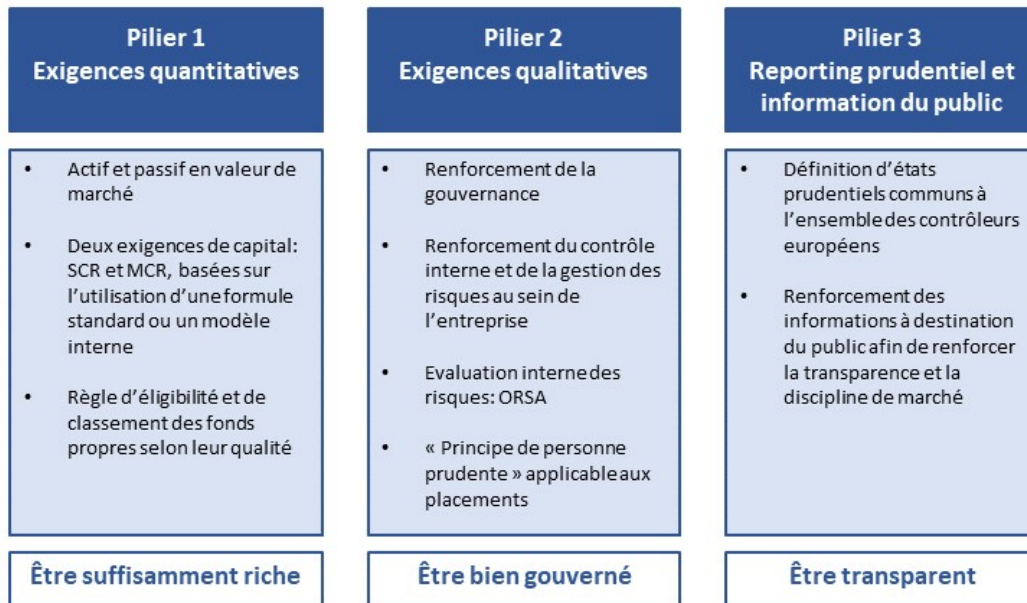 Pilier 1
Exigences quantitatives
• Actif et passif en valeur de
marché
• Deux exigences de capital:
SCR et MCR, basées sur
l'utilisation d'une formule
standard ou un modèle
interne
• Règle d'éligibilité et de
classement des fonds
propres selon leur qualité
Être suffisamment riche
Pilier 2
Exigences qualitatives
• Renforcement de la
gouvernance
• Renforcement du contrôle
interne et de la gestion des
risques au sein de
l'entreprise
• Evaluation interne des
risques: ORSA
• « Principe de personne
prudente » applicable aux
placements
Être bien gouverné
Pilier 3
Reporting prudentiel et
information du public
• Définition d'états
prudentiels communs à
l'ensemble des contrôleurs
européens
• Renforcement des
informations à destination
du public afin de renforcer
la transparence et la
discipline de marché
Être transparent